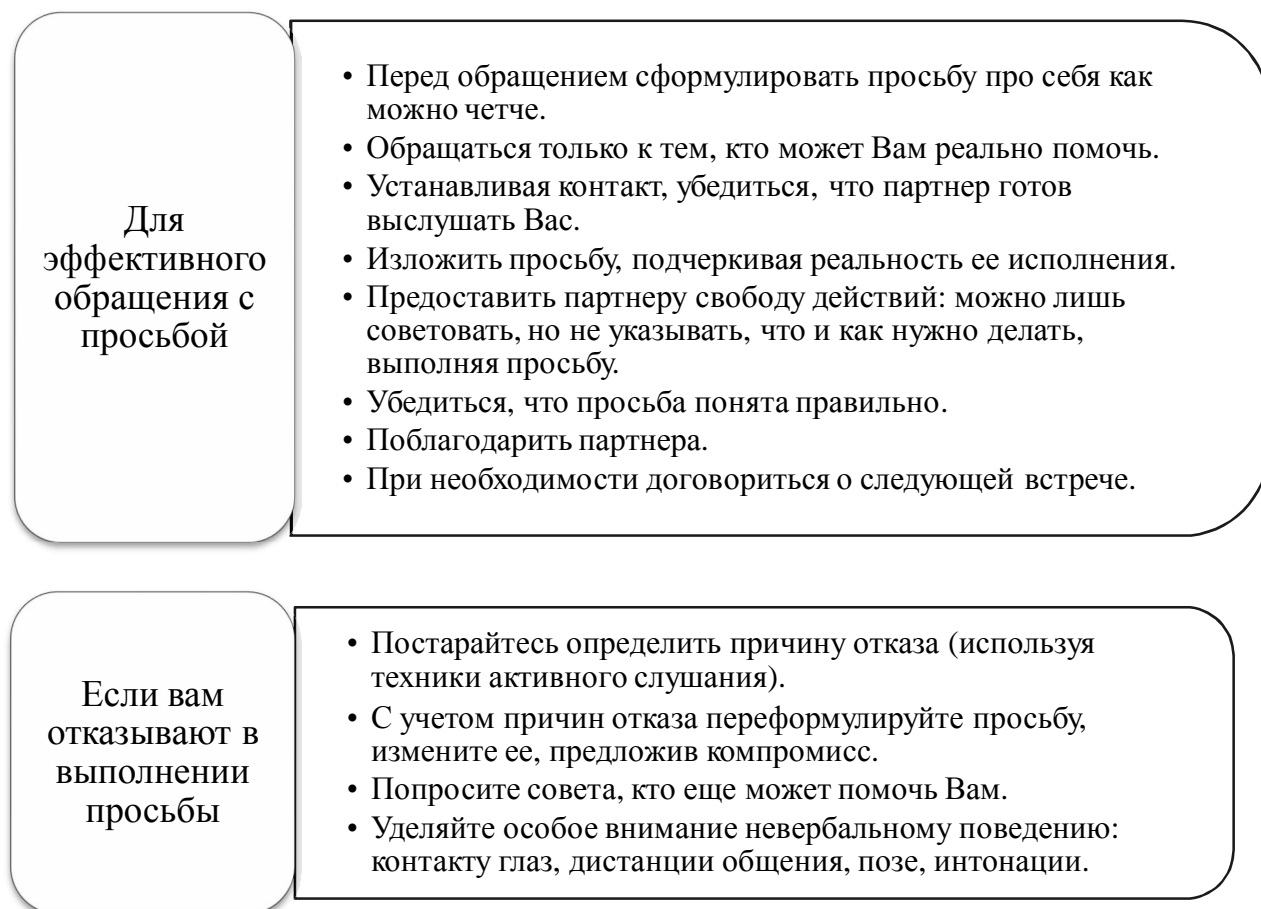 Для
эффективного
обращения с
просьбой
• Перед обращением сформулировать просьбу про себя как
можно четче.
• Обращаться только к тем, кто может Вам реально помочь.
• Устанавливая контакт, убедиться, что партнер готов
выслушать Вас.
• Изложить просьбу, подчеркивая реальность ее исполнения.
• Предоставить партнеру свободу действий: можно лишь
советовать, но не указывать, что и как нужно делать,
выполняя просьбу.
• Убедиться, что просьба понята правильно.
• Поблагодарить партнера.
• При необходимости договориться о следующей встрече.
Если вам
отказывают в
выполнении
просьбы
• Постарайтесь определить причину отказа (используя
техники активного слушания).
• С учетом причин отказа переформулируйте просьбу,
измените ее, предложив компромисс.
• Попросите совета, кто еще может помочь Вам.
• Уделяйте особое внимание невербальному поведению:
контакту глаз, дистанции общения, позе, интонации.